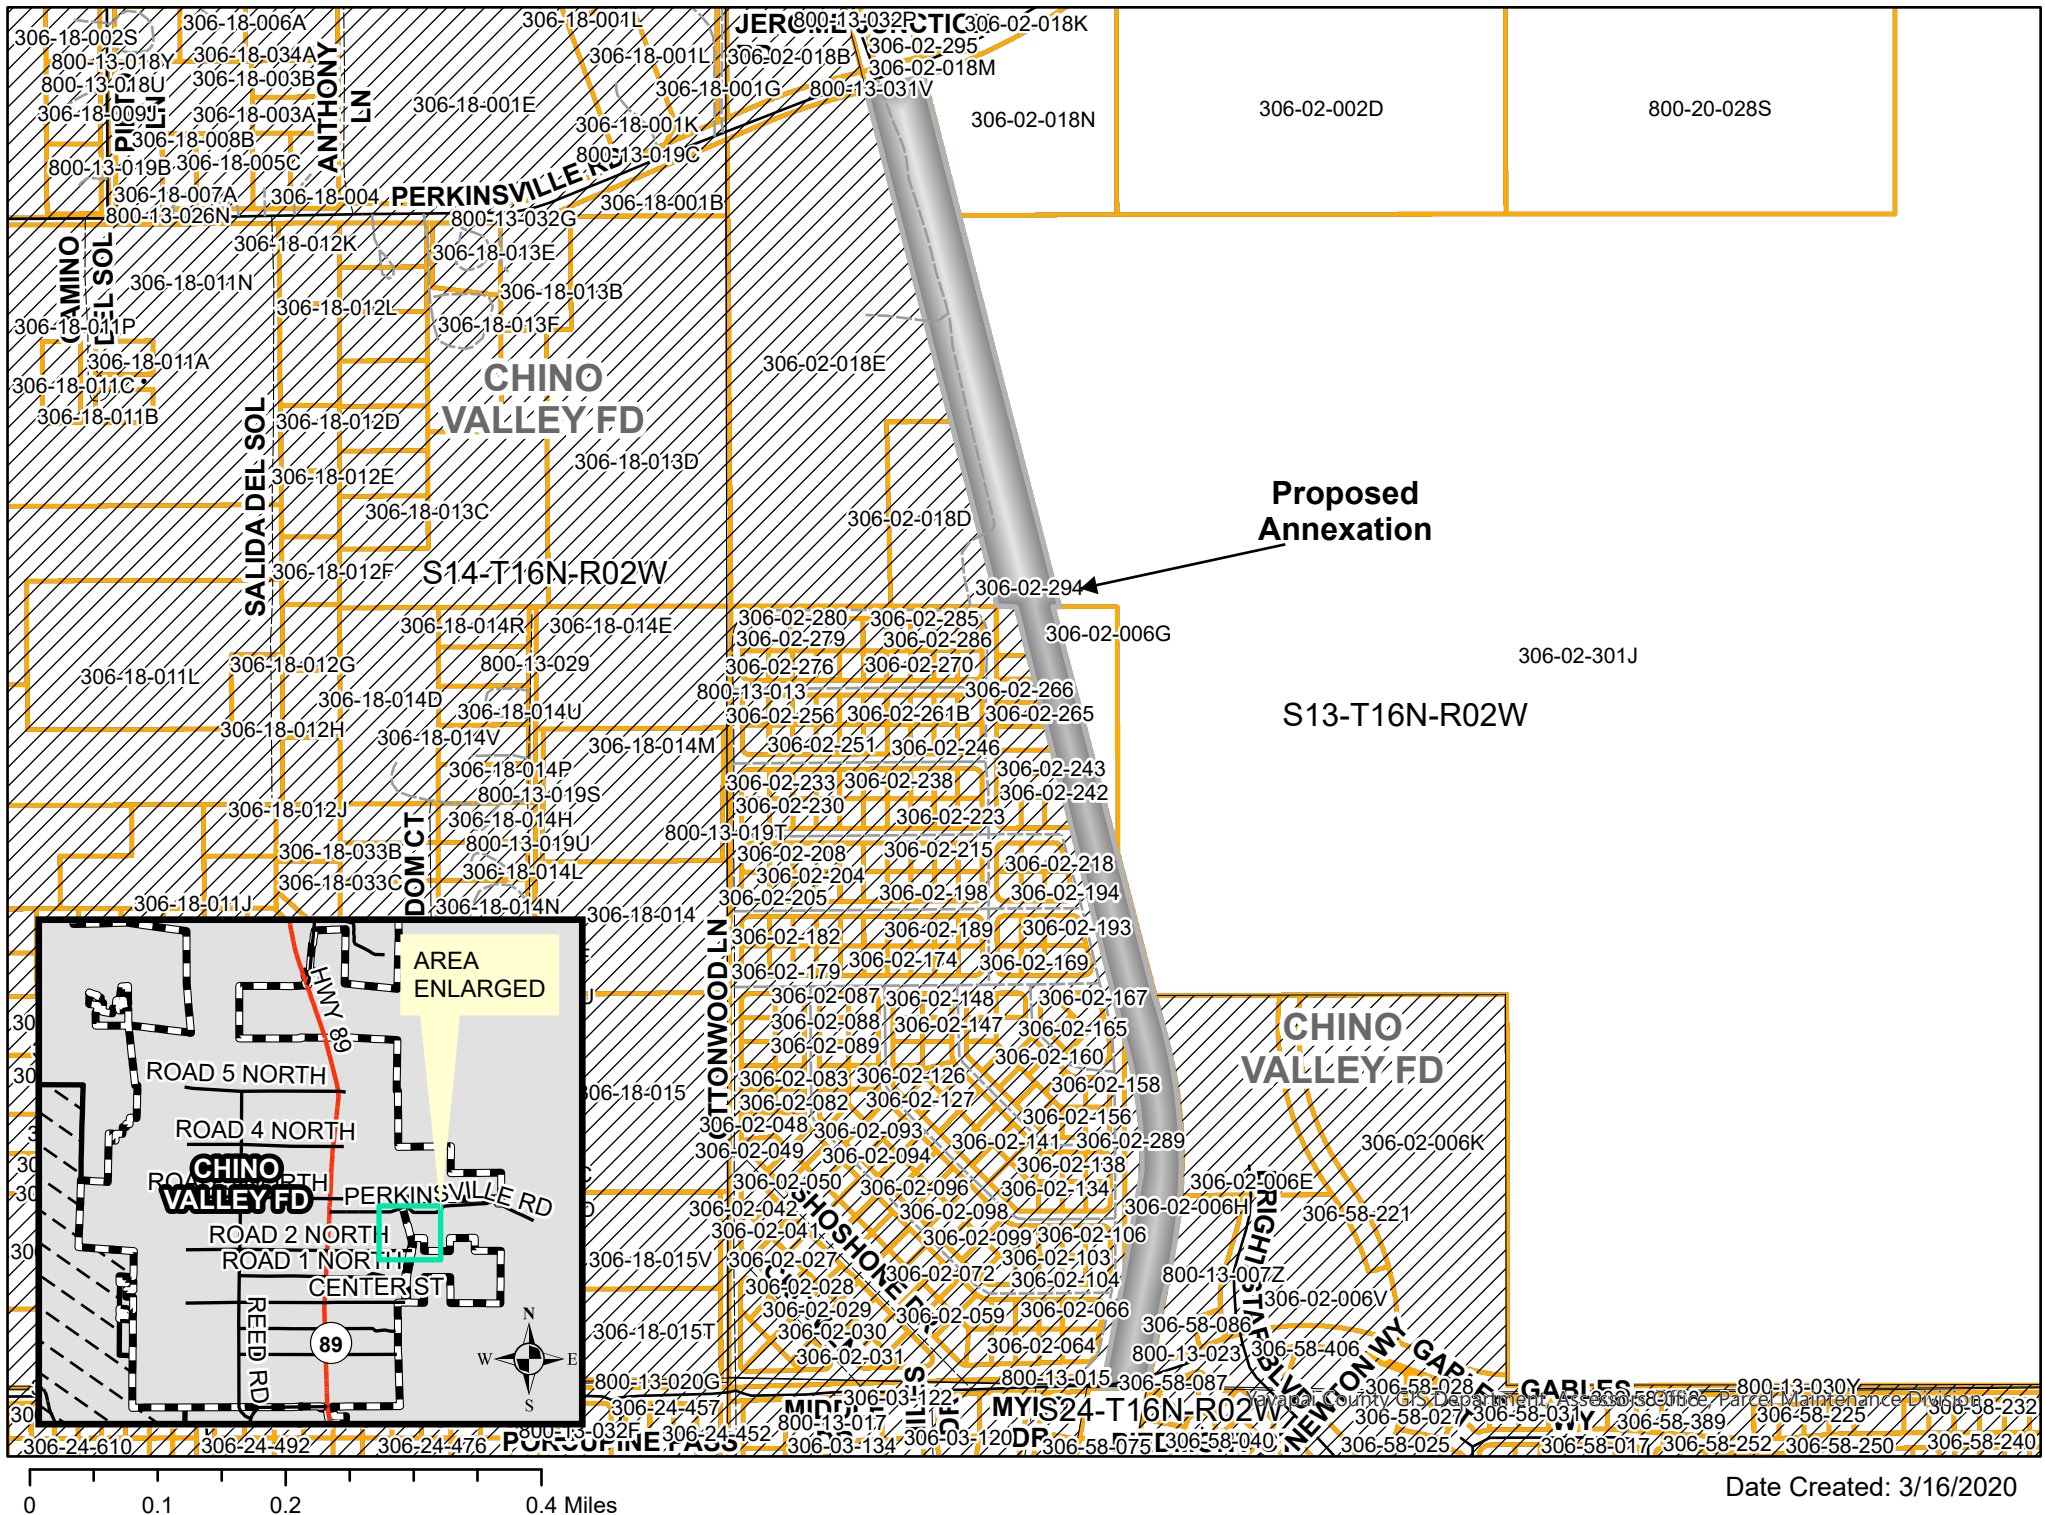 306-18-006A
306-18-001L
JEROME JUNCTION
800-13-032P
306-02-018K
306-18-002S
306-18-034A
306-18-001L
306-02-018B
306-02-295
800-13-018Y
306-18-003B
306-02-018M
800-13-018U
306-18-001G
800-13-031V
306-18-009J
306-18-003A
ANTHONY
LN
306-18-001E
306-18-001K
306-02-018N
306-02-002D
800-20-028S
306-18-008B
800-13-019B
306-18-005C
800-13-019C
306-18-007A
306-18-004
PERKINSVILLE RD
306-18-001B
800-13-026N
800-13-032G
CAMINO
DEL SOL
306-18-012K
306-18-013E
306-18-011N
306-18-013B
306-18-012L
306-18-011P
306-18-013F
306-18-011A
306-02-018E
306-18-011C
CHINO
VALLEY FD
306-18-011B
306-18-012D
SALIDA DEL SOL
306-18-013D
306-18-012E
306-18-013C
306-02-018D
Proposed
Annexation
306-18-012F
S14-T16N-R02W
306-02-294
306-18-014R
306-18-014E
306-02-280
306-02-285
306-02-279
306-02-286
306-02-006G
306-18-011L
306-18-012G
800-13-029
306-02-276
306-02-270
306-02-301J
306-18-014D
800-13-013
306-02-266
306-18-014U
306-02-256
306-02-261B
306-02-265
S13-T16N-R02W
306-18-012H
306-18-014V
306-18-014M
306-02-251
306-02-246
306-18-014P
306-02-233
306-02-238
306-02-243
800-13-019S
306-02-230
306-02-242
306-18-012J
306-18-014H
306-02-223
DOM CT
800-13-019U
800-13-019T
306-18-033B
306-02-208
306-02-215
306-02-218
306-18-033C
306-18-014L
306-02-204
306-02-198
306-02-194
306-18-011J
306-18-014N
306-18-014
306-02-205
306-02-182
306-02-189
306-02-193
306-02-179
306-02-174
306-02-169
306-02-087
306-02-148
306-02-167
306-02-088
306-02-147
306-02-165
306-02-089
306-02-160
CHINO
VALLEY FD
306-02-083
306-02-126
306-02-158
306-18-015
306-02-082
306-02-127
306-02-156
306-02-048
306-02-093
306-02-141
306-02-289
306-02-006K
306-02-049
306-02-094
306-02-138
306-02-050
306-02-096
306-02-134
306-02-006E
306-02-042
306-02-098
306-02-006H
306-58-221
306-02-041
SHOSHONE DR
306-02-099
306-02-106
306-18-015V
306-02-027
306-02-072
306-02-103
306-02-028
306-02-104
800-13-007Z
306-02-029
306-02-059
306-02-066
306-02-006V
306-18-015T
306-02-030
306-02-064
306-58-086
306-02-031
800-13-023
306-58-406
800-13-020G
306-03-122
800-13-015
306-58-087
NEWTON WY
306-58-028
GABLES
WY
800-13-030Y
Yavapai County GIS Department, Assessors Office, Parcel Maintenance Division
306-24-457
800-13-017
S24-T16N-R02W
306-58-027
306-58-031
306-58-389
306-58-225
306-58-232
800-13-032F
306-24-452
306-03-134
306-03-120
DR
306-58-075
306-58-040
306-58-025
306-58-017
306-58-252
306-58-250
306-58-240
306-24-610
306-24-492
306-24-476
PORCUPINE PASS
AREA
ENLARGED
HWY 89
ROAD 5 NORTH
ROAD 4 NORTH
CHINO
VALLEY FD
PERKINSVILLE RD
ROAD 2 NORTH
ROAD 1 NORTH
CENTER ST
REED RD
89
N
W
E
S
0
0.1
0.2
0.4 Miles
Date Created: 3/16/2020